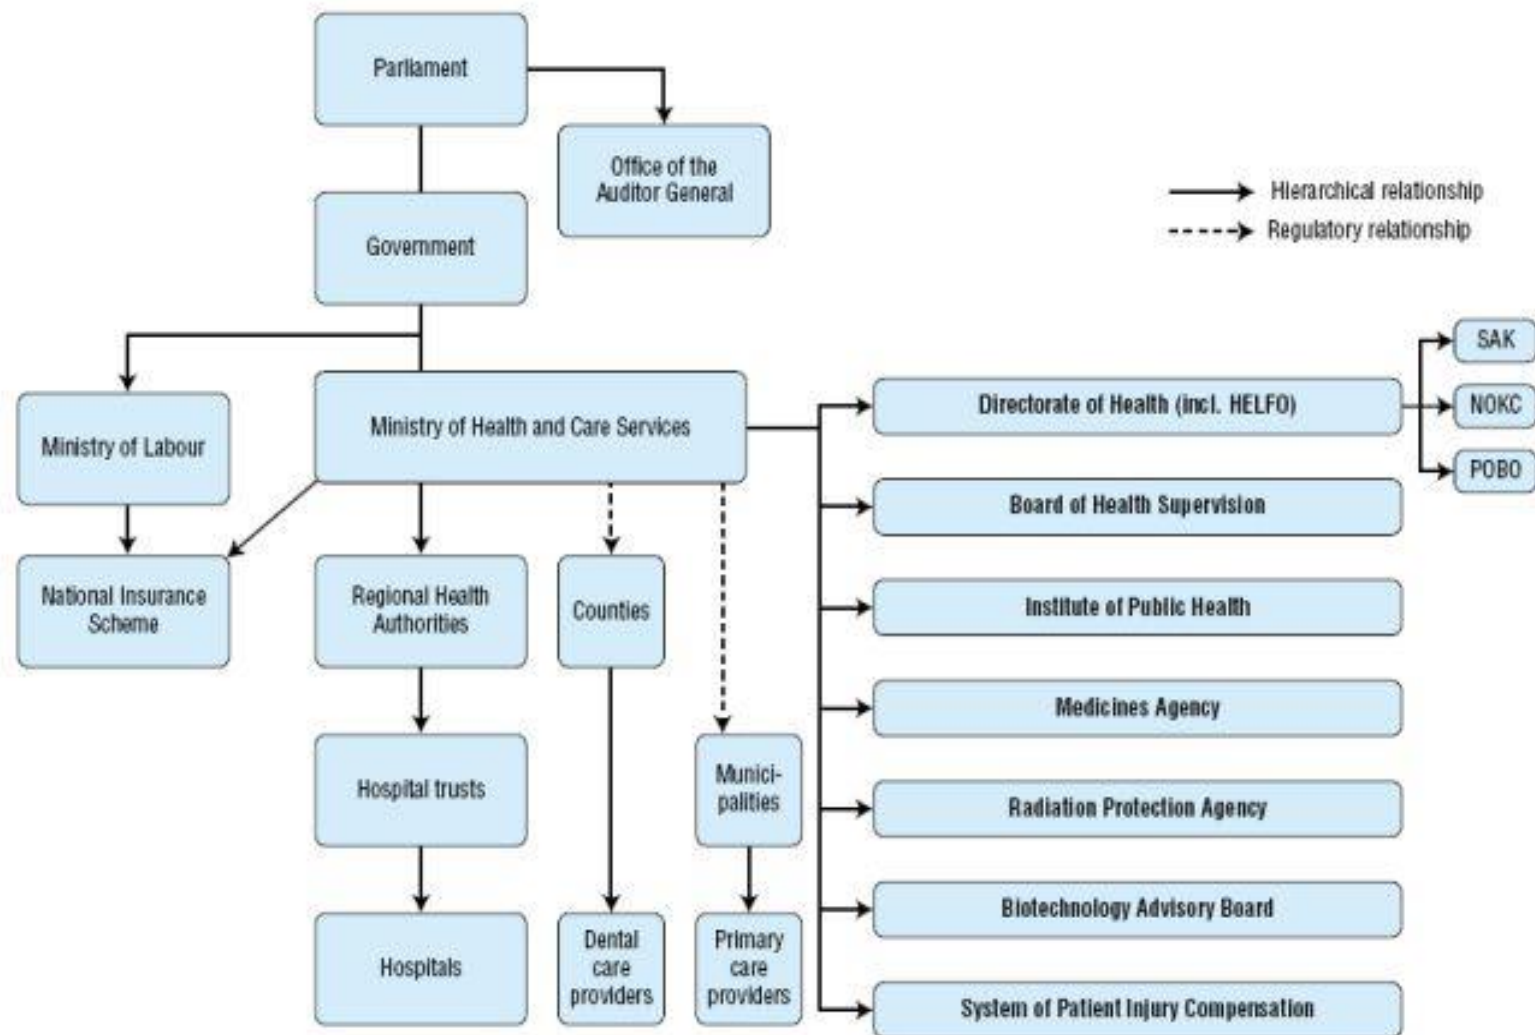 Parliament
Office of the
Auditor General
Hierarchical relationship
Regulatory relationship
Government
SAK
Ministry of Labour
Ministry of Health and Care Services
Directorate of Health (incl. HELFO)
NOKC
POBO
Board of Health Supervision
National Insurance
Scheme
Regional Health
Authorities
Counties
Institute of Public Health
Medicines Agency
Hospital trusts
Munici-
palities
Radiation Protection Agency
Biotechnology Advisory Board
Hospitals
Dental
care
providers
Primary
care
providers
System of Patient Injury Compensation